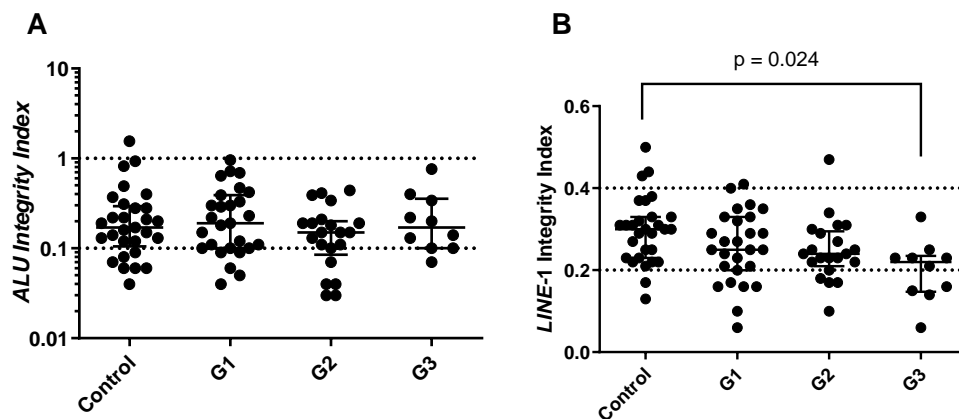 A
ALU Integrity Index
10
1
0.1
0.01
Control
G1
G2
G3
B
p = 0.024
LINE-1 Integrity Index
0.6
0.4
0.2
0.0
Control
G1
G2
G3